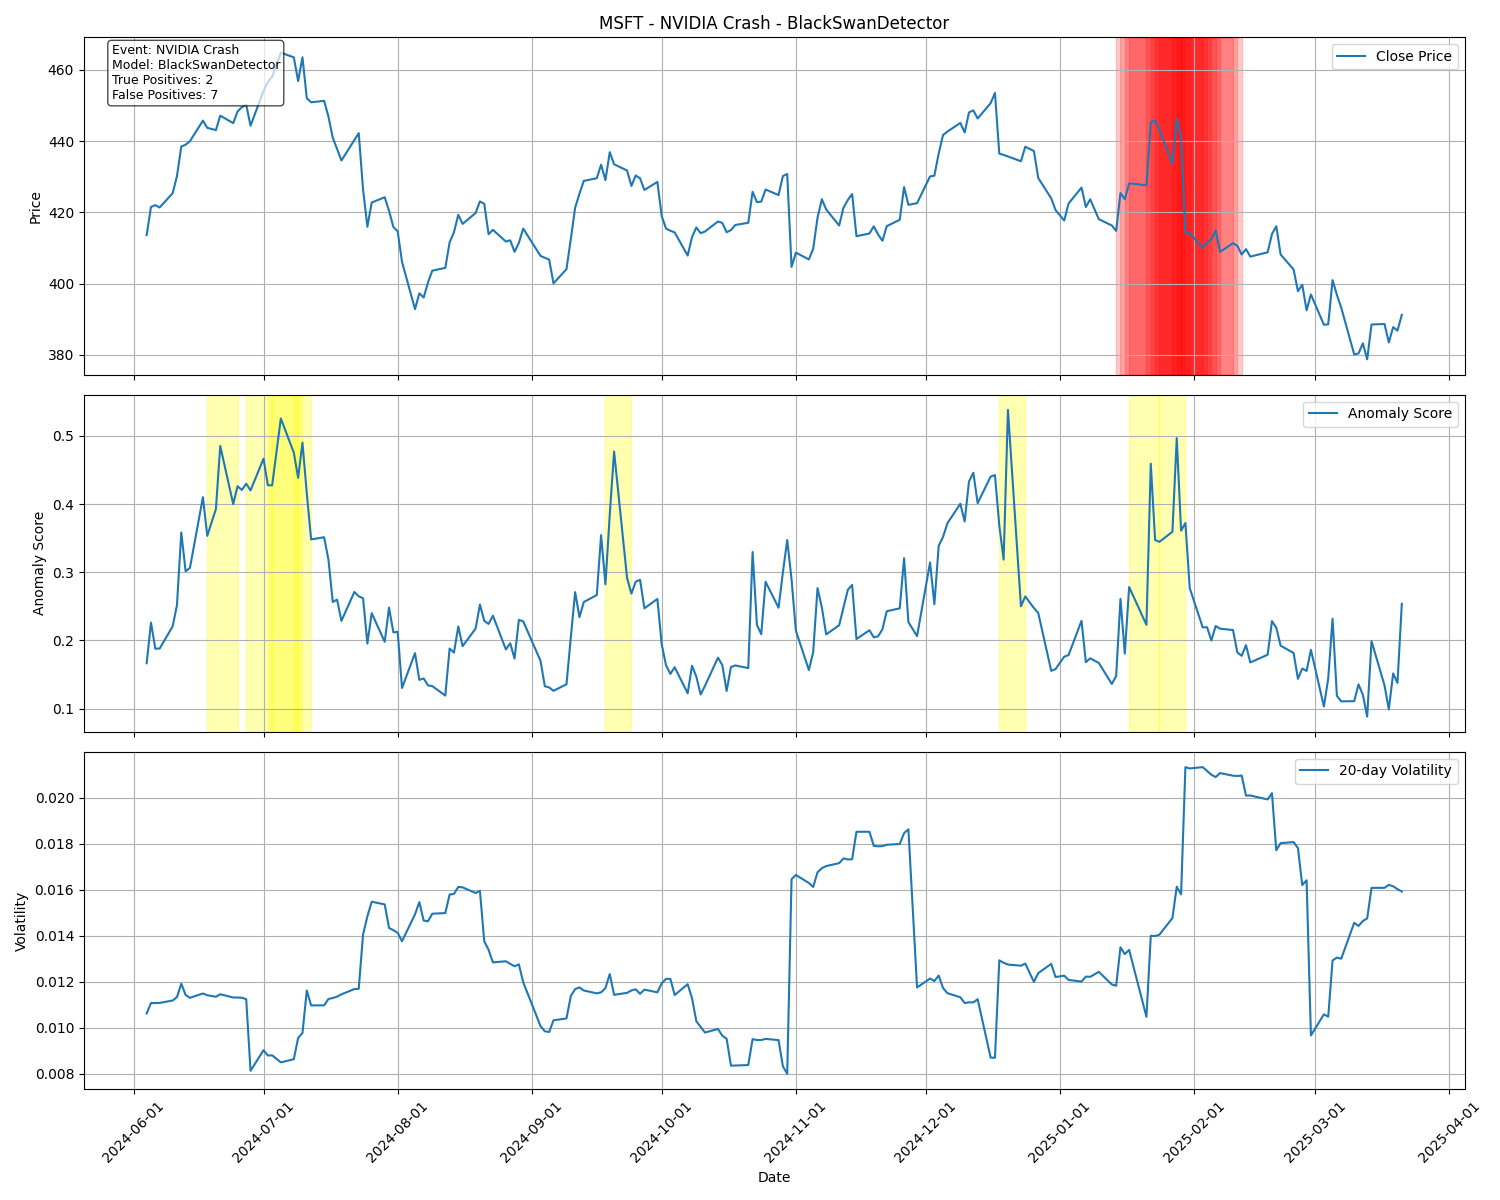 MSFT - NVIDIA Crash - BlackSwanDetector
Event: NVIDIA Crash
Model: BlackSwanDetector
True Positives: 2
False Positives: 7
Close Price
Price
460
440
420
400
380
Anomaly Score
Anomaly Score
0.5
0.4
0.3
0.2
0.1
20-day Volatility
Volatility
0.020
0.018
0.016
0.014
0.012
0.010
0.008
2024-06-01
2024-07-01
2024-08-01
2024-09-01
2024-10-01
2024-11-01
2024-12-01
2025-01-01
2025-02-01
2025-03-01
2025-04-01
Date